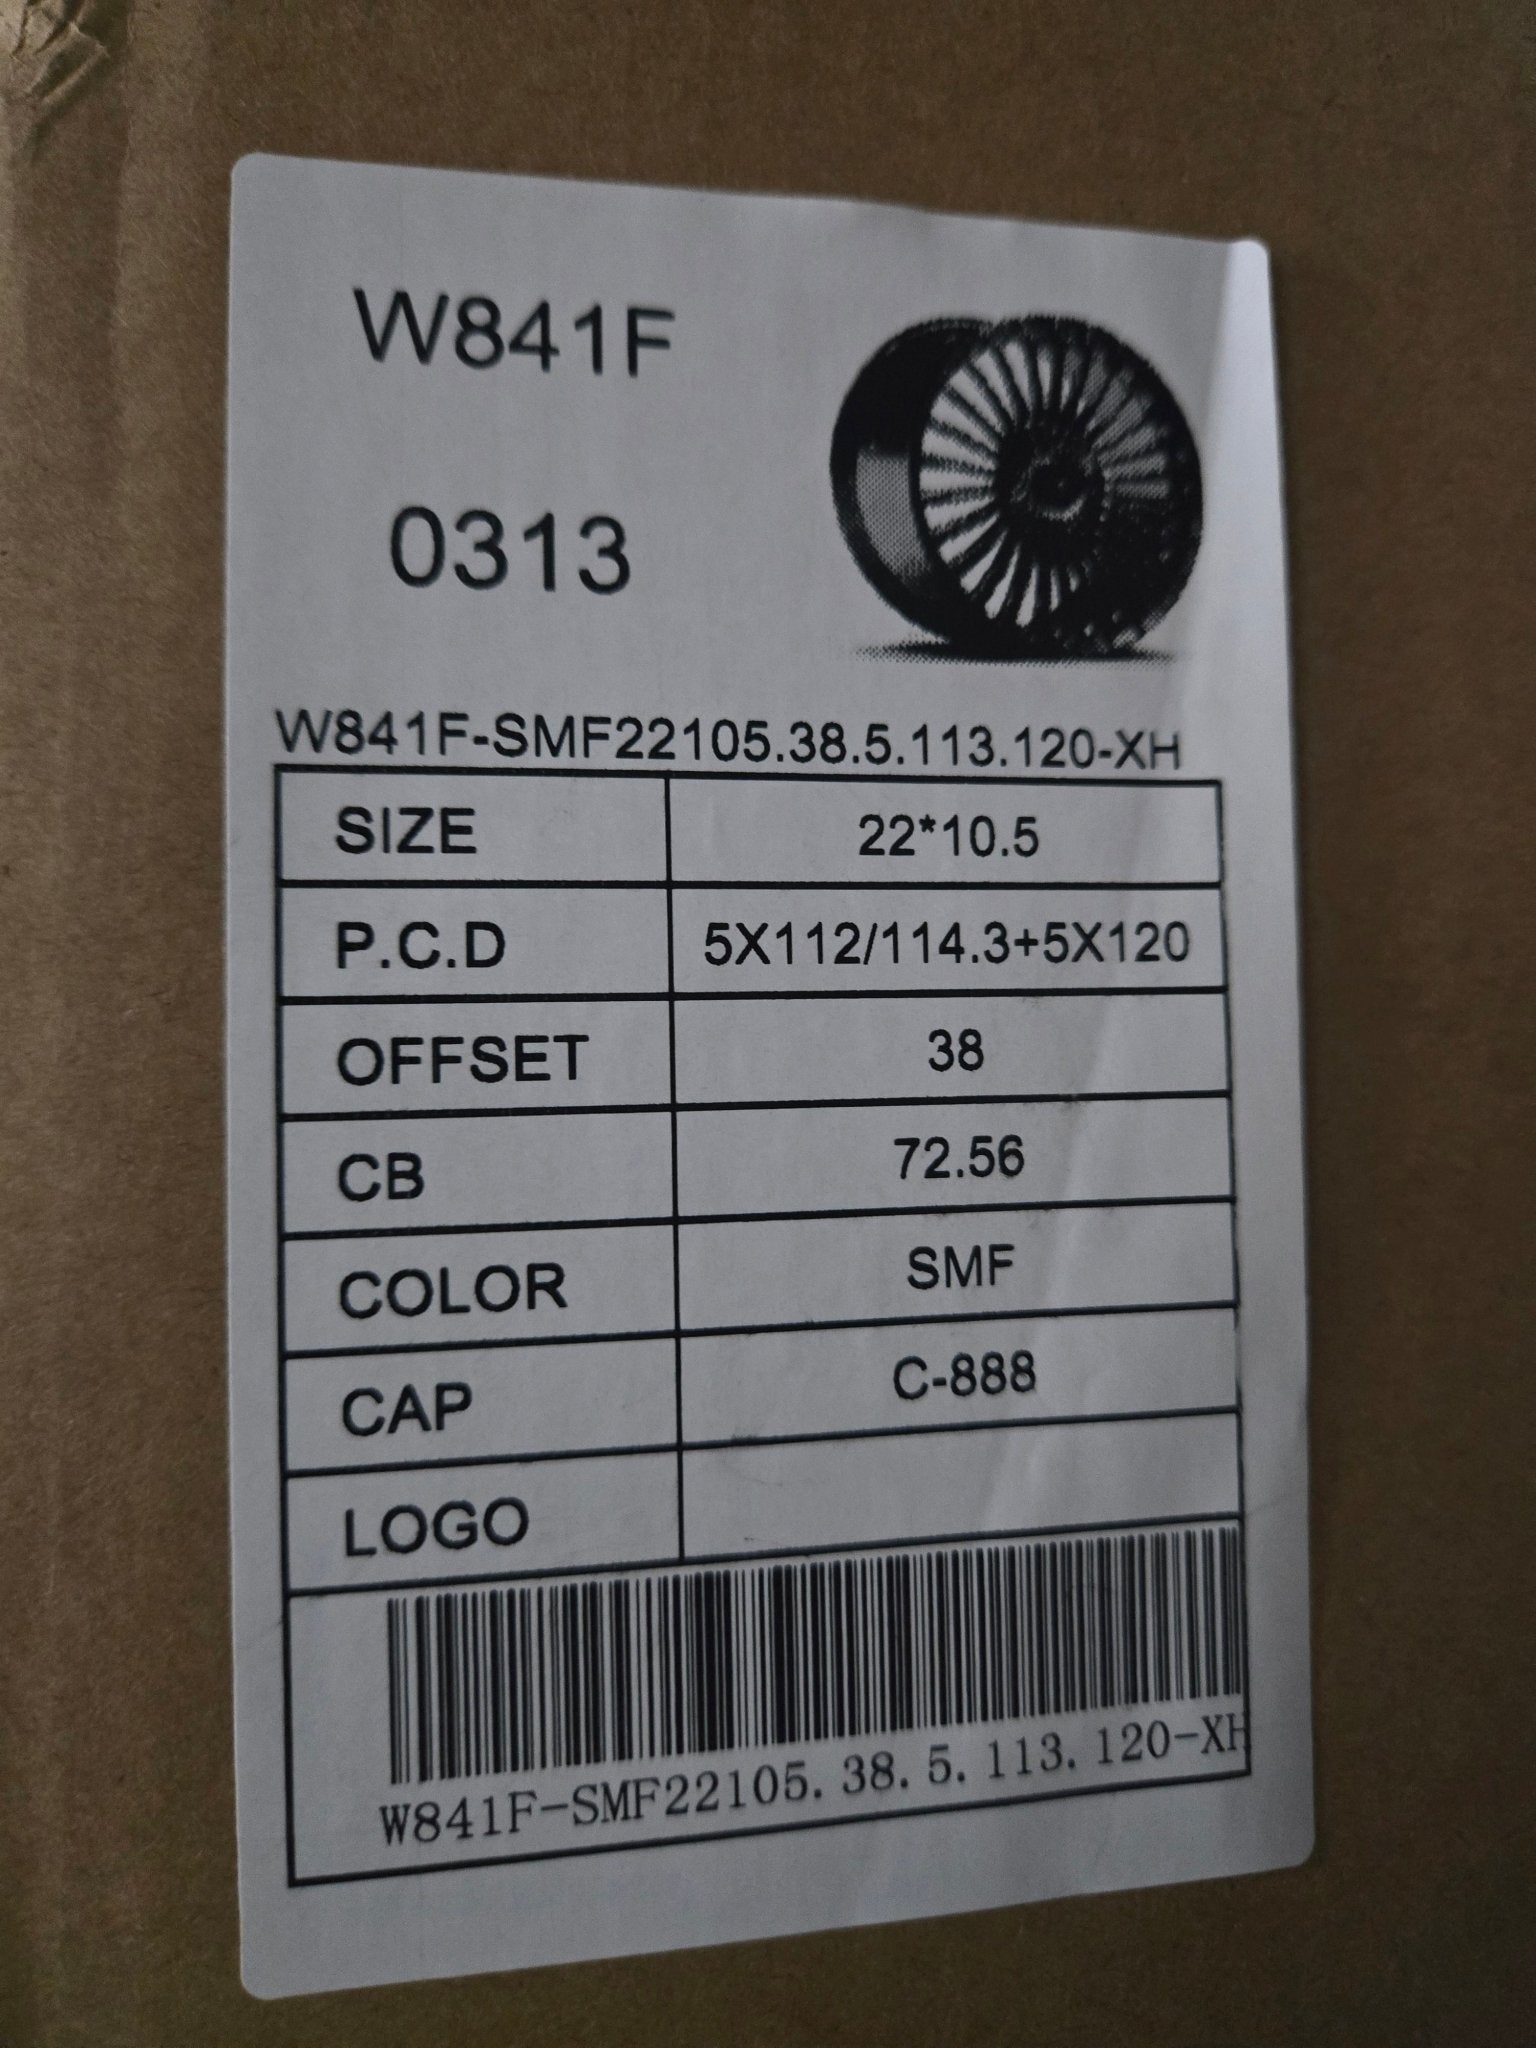 W841F
0313
W841F-SMF22105.38.5.113.120-XH
SIZE 22*10.5
P.C.D 5X112/114.3+5X120
OFFSET 38
CB 72.56
COLOR SMF
CAP C-888
LOGO
W841F-SMF22105.38.5.113.120-XH